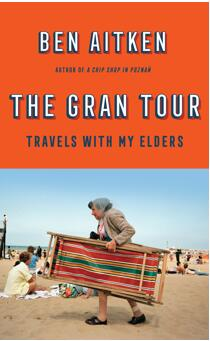 BEN AITKEN
AUTHOR OF A CHIP SHOP IN POZNAŃ
THE GRAN TOUR
TRAVELS WITH MY ELDERS